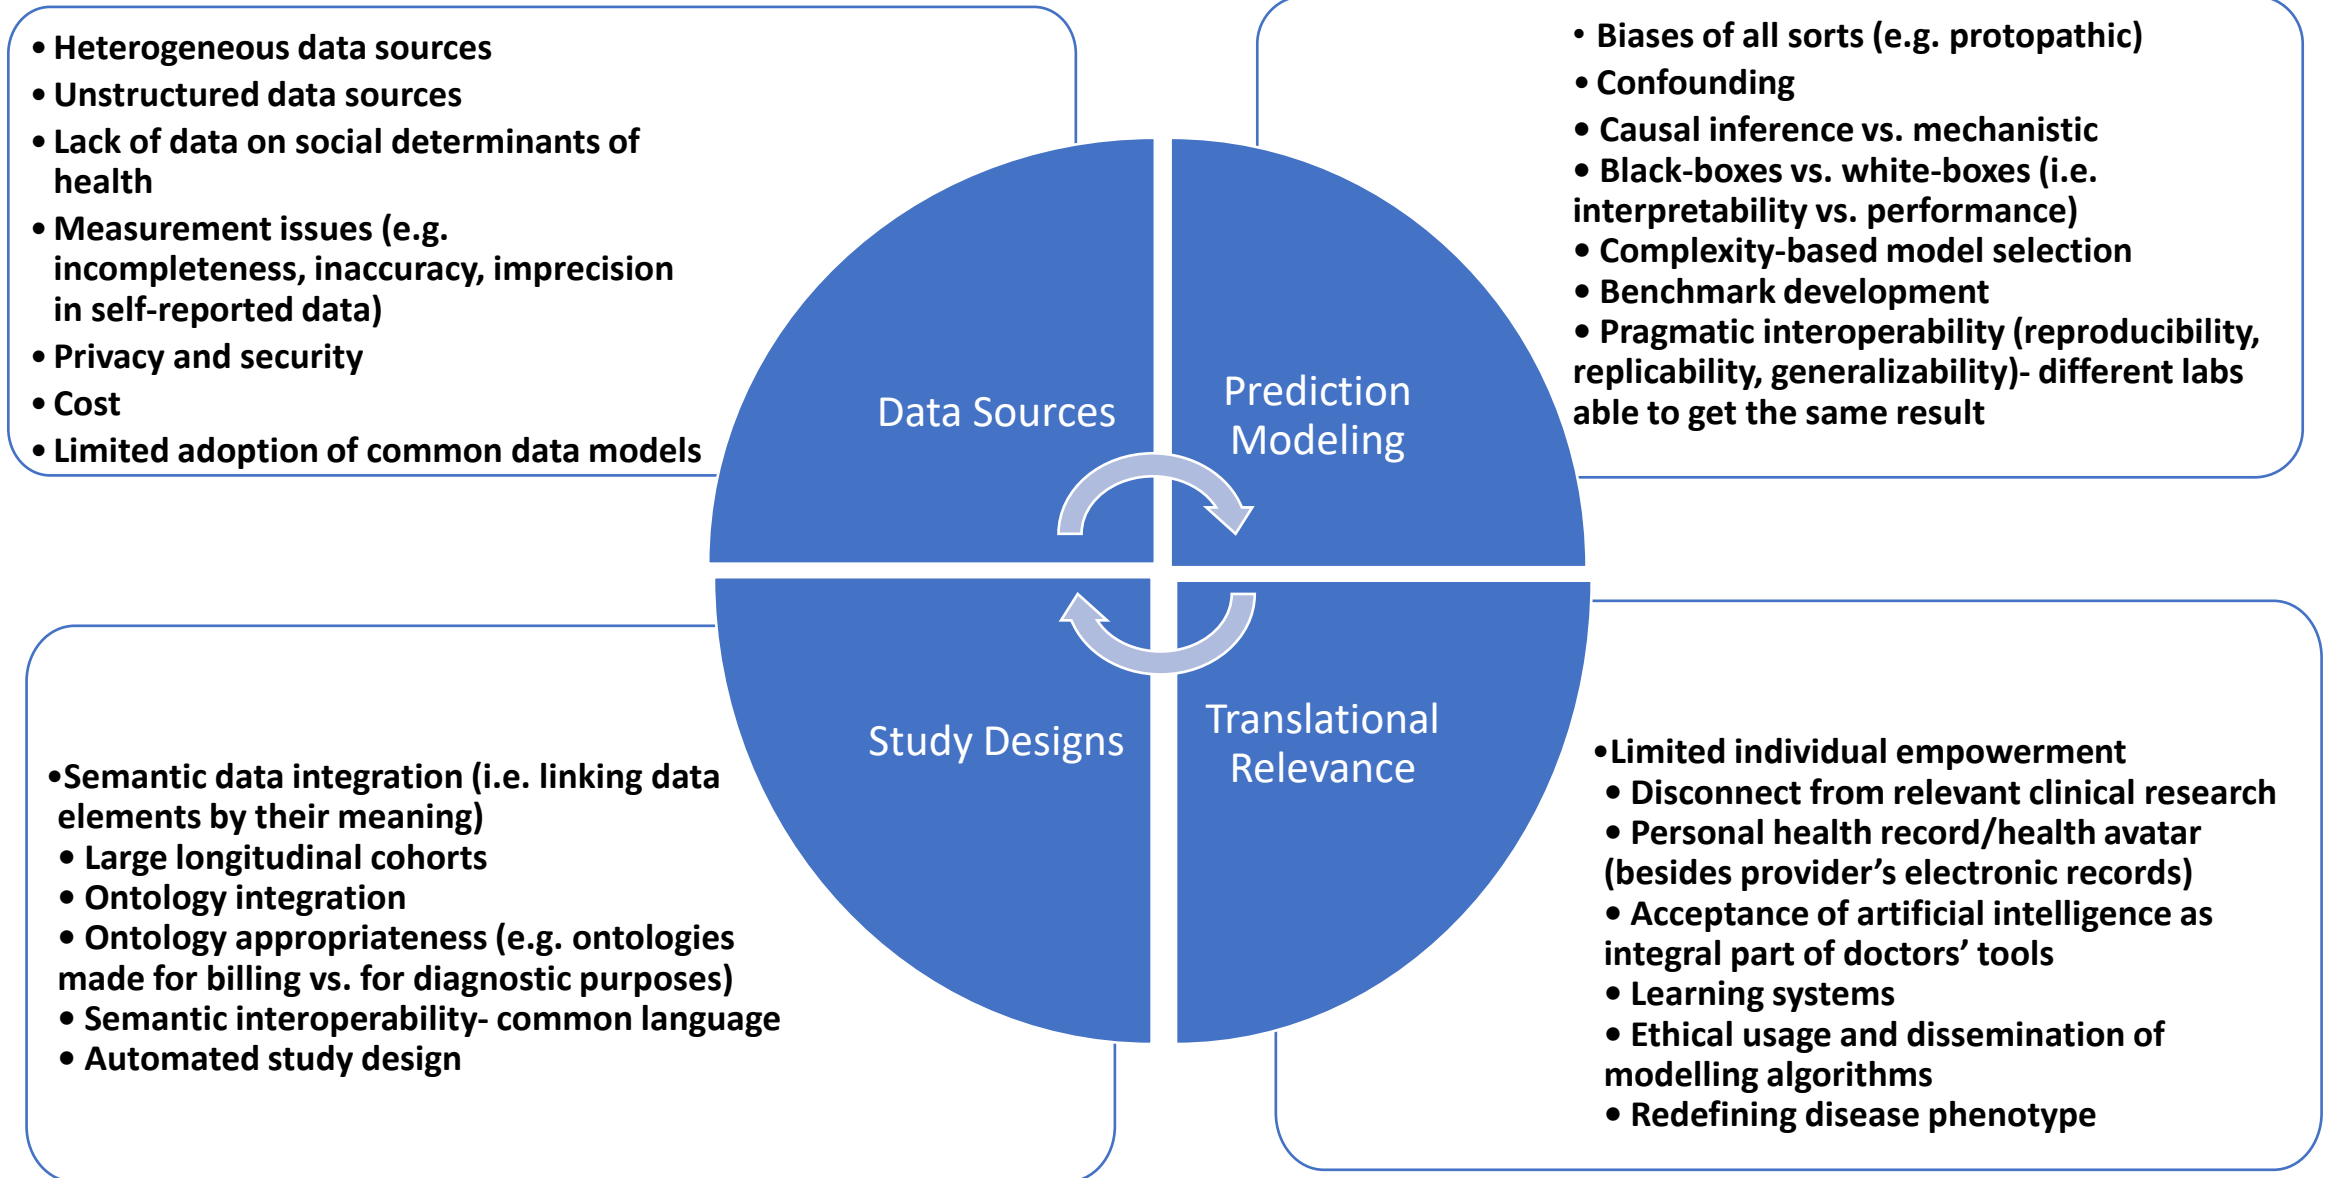 • Heterogeneous data sources
• Unstructured data sources
• Lack of data on social determinants of
health
• Measurement issues (e.g.
incompleteness, inaccuracy, imprecision
in self-reported data)
• Privacy and security
• Cost
• Limited adoption of common data models
• Biases of all sorts (e.g. protopathic)
• Confounding
• Causal inference vs. mechanistic
• Black-boxes vs. white-boxes (i.e.
interpretability vs. performance)
• Complexity-based model selection
• Benchmark development
• Pragmatic interoperability (reproducibility,
replicability, generalizability)- different labs
able to get the same result
Data Sources
Prediction
Modeling
Study Designs
Translational
Relevance
•Semantic data integration (i.e. linking data
elements by their meaning)
• Large longitudinal cohorts
• Ontology integration
• Ontology appropriateness (e.g. ontologies
made for billing vs. for diagnostic purposes)
• Semantic interoperability- common language
• Automated study design
•Limited individual empowerment
• Disconnect from relevant clinical research
• Personal health record/health avatar
(besides provider’s electronic records)
• Acceptance of artificial intelligence as
integral part of doctors’ tools
• Learning systems
• Ethical usage and dissemination of
modelling algorithms
• Redefining disease phenotype